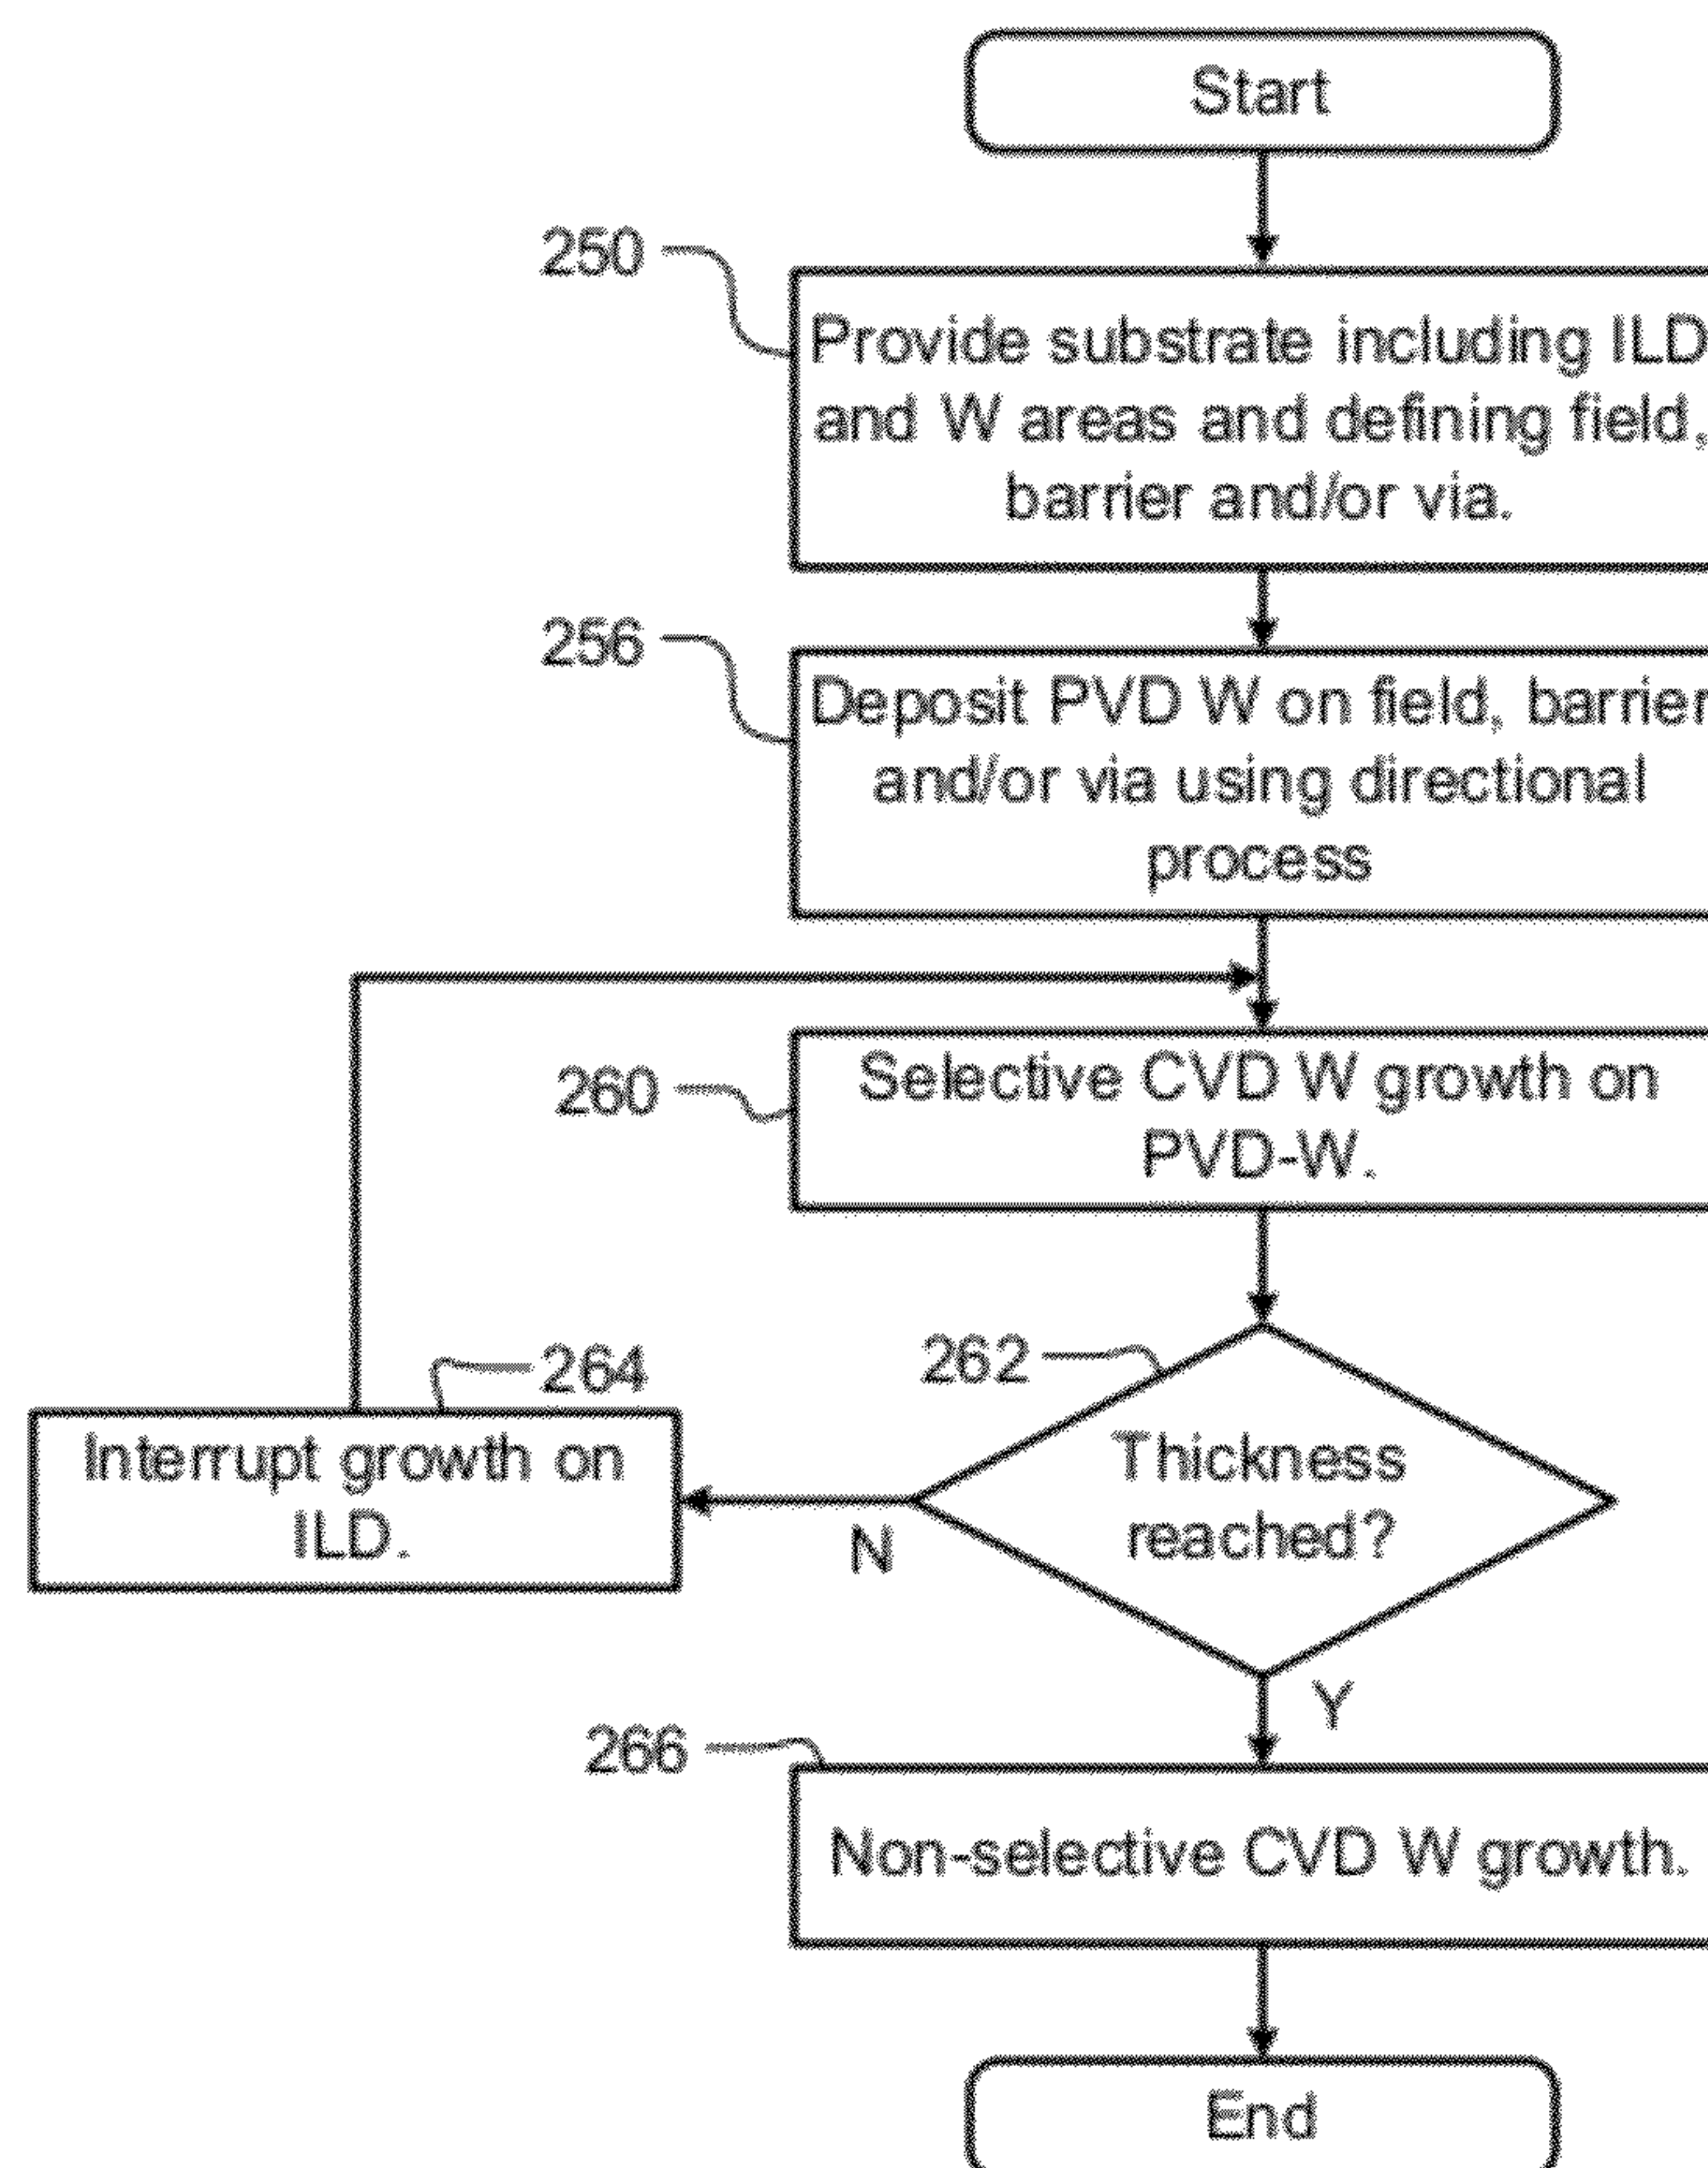 Start
250
Provide substrate including ILD
and W areas and defining field,
barrier and/or via.
256
Deposit PVD W on field, barrier
and/or via using directional
process
260
Selective CVD W growth on
PVD-W.
262
Thickness
reached?
264
Interrupt growth on
ILD.
N
Y
266
Non-selective CVD W growth.
End